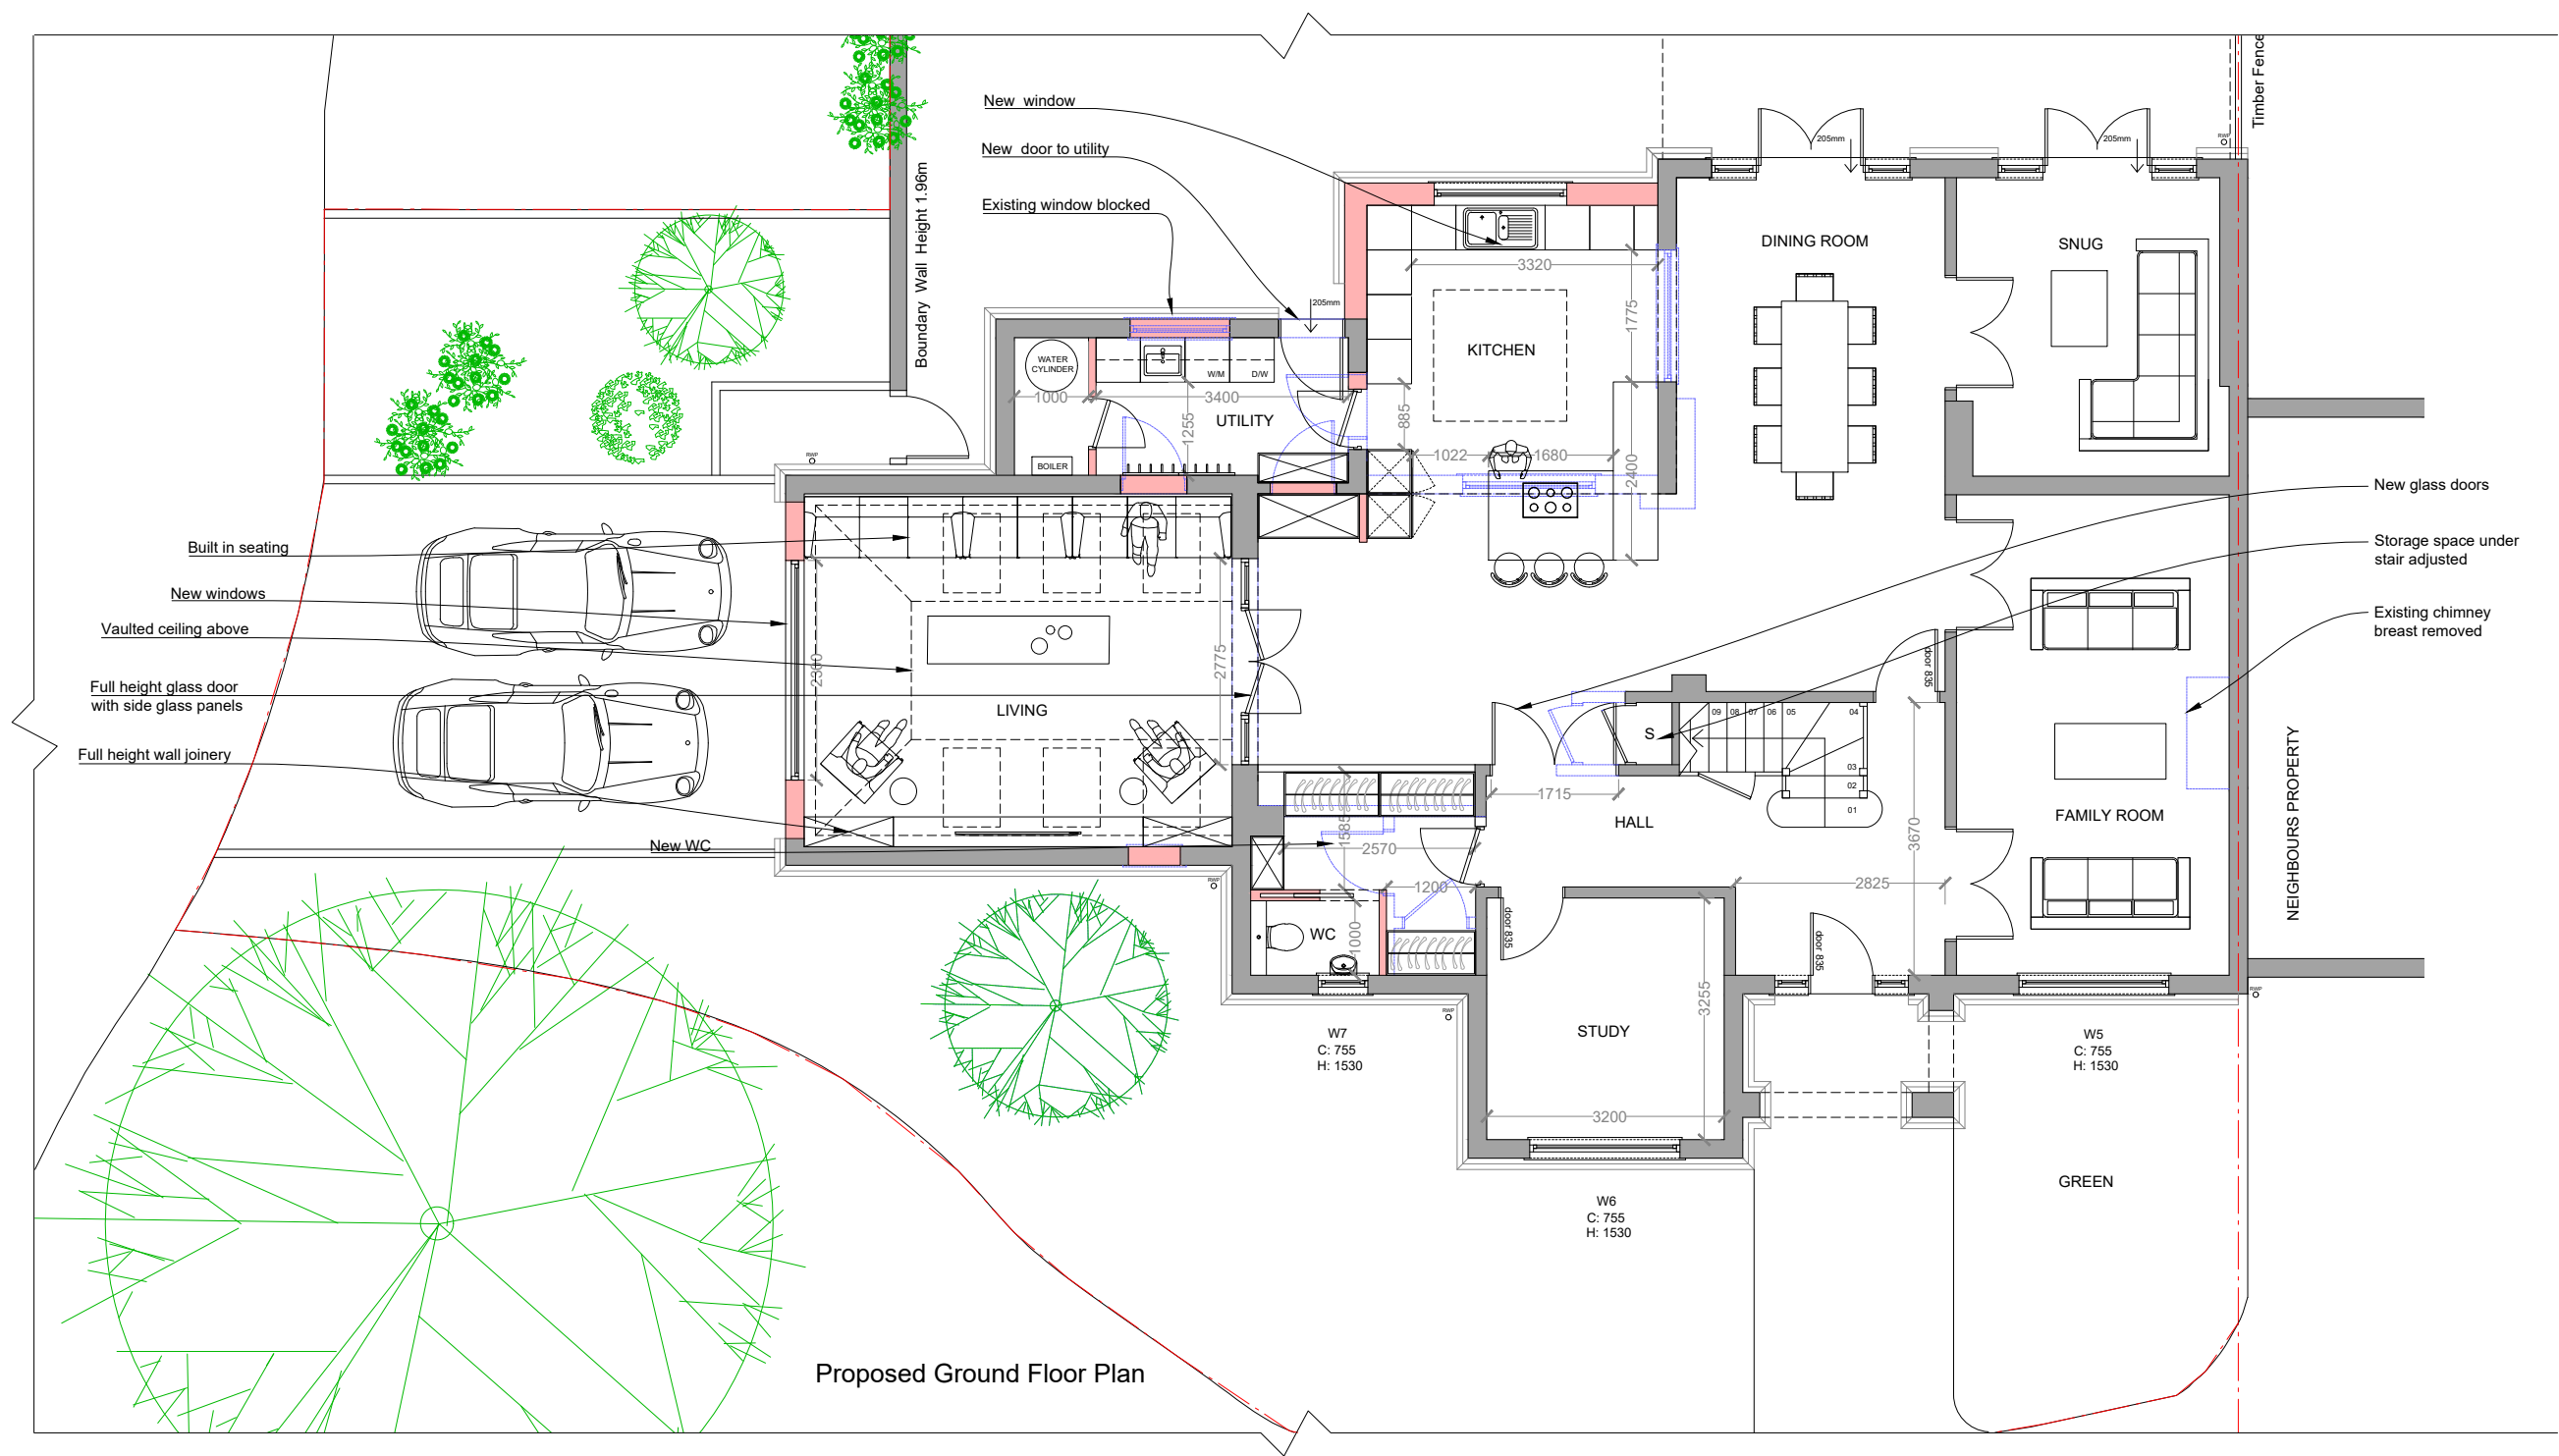 Timber Fence
New  window
New  door to utility
Existing window blocked
Boundary  Wall  Height 1.96m
205mm
205mm
RWP
DINING ROOM
SNUG
3320
1775
205mm
KITCHEN
WATER
CYLINDER
W/M
D/W
1000
3400
UTILITY
1255
885
BOILER
RWP
1022
1680
2400
New glass doors
Built in seating
Storage space under
stair adjusted
New windows
Existing chimney
breast removed
Vaulted ceiling above
2775
door 835
Full height glass door
with side glass panels
LIVING
09
08
07
06
05
04
S
Full height wall joinery
03
02
01
1715
HALL
FAMILY ROOM
NEIGHBOURS PROPERTY
New WC
1585
2570
3670
1200
2825
RWP
WC
1000
door 835
door 835
3255
RWP
RWP
STUDY
W7
C: 755
H: 1530
W5
C: 755
H: 1530
3200
GREEN
W6
C: 755
H: 1530
Proposed Ground Floor Plan